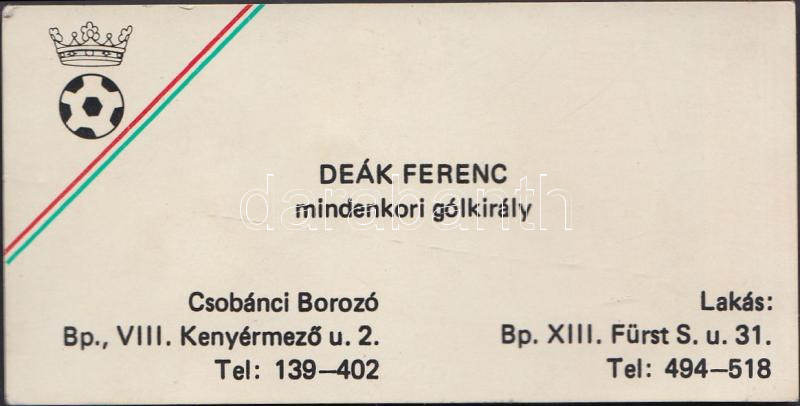 DEÁK FERENC
mindenkori gólkirály
darabanth
Csobánci Borozó
Bp., VIII. Kenyérmező u. 2.
Tel: 139–402
Lakás:
Bp. XIII. Fürst S. u. 31.
Tel: 494–518